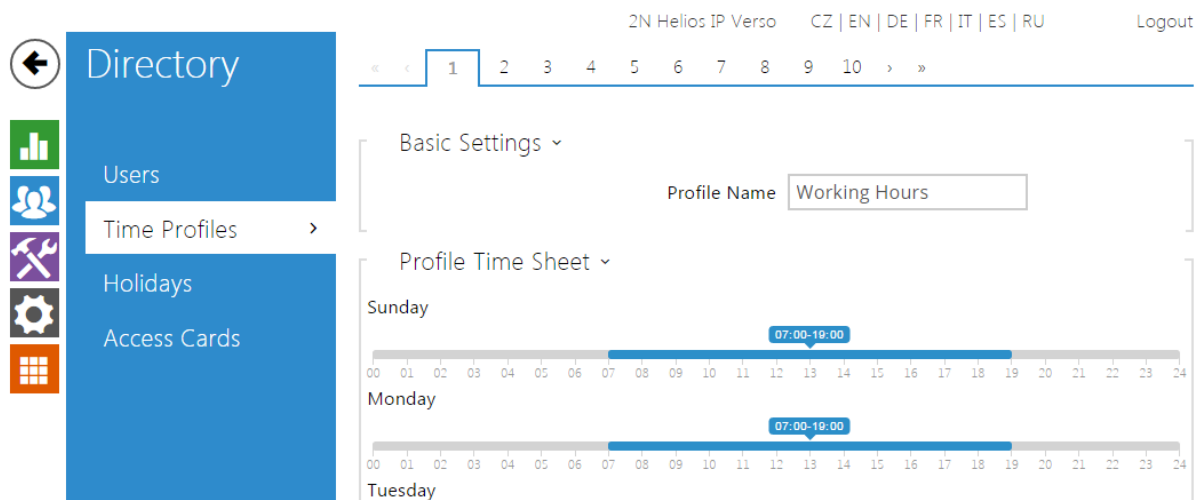 2N Helios IP Verso CZ | EN | DE | FR | IT | ES | RU Logout
Directory
« ‹ 1 2 3 4 5 6 7 8 9 10 › »
Basic Settings
Users
Profile Name Working Hours
Time Profiles
Profile Time Sheet
Holidays
Sunday
Access Cards
07:00-19:00
00 01 02 03 04 05 06 07 08 09 10 11 12 13 14 15 16 17 18 19 20 21 22 23 24
Monday
07:00-19:00
00 01 02 03 04 05 06 07 08 09 10 11 12 13 14 15 16 17 18 19 20 21 22 23 24
Tuesday